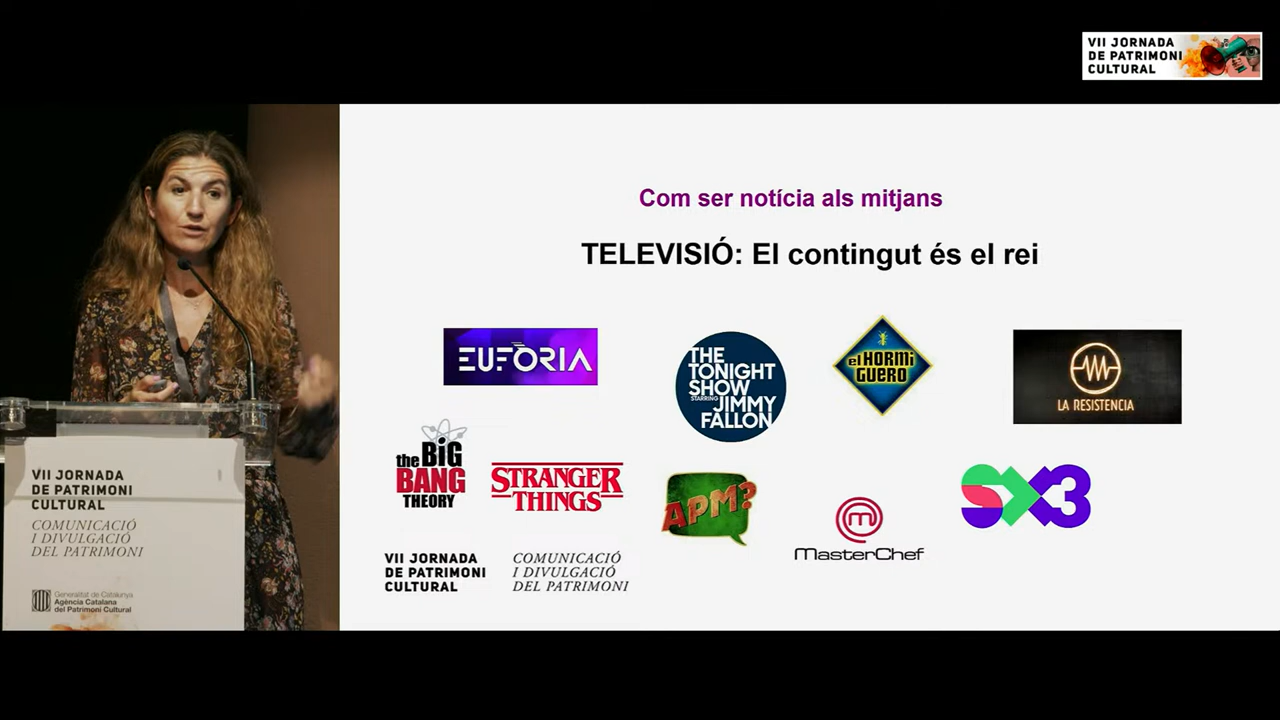 VII JORNADA
DE PATRIMONI
CULTURAL
Com ser notícia als mitjans
TELEVISIÓ: El contingut és el rei
EUFÒRIA
THE
TONIGHT
SHOW
STARRING
JIMMY
FALLON
el HORMI
GUERO
LA RESISTENCIA
the BIG
BANG
THEORY
STRANGER
THINGS
APM?
MasterChef
SX3
VII JORNADA
DE PATRIMONI
CULTURAL
COMUNICACIÓ
I DIVULGACIÓ
DEL PATRIMONI
VII JORNADA
DE PATRIMONI
CULTURAL
COMUNICACIÓ
I DIVULGACIÓ
DEL PATRIMONI
Generalitat de Catalunya
Agència Catalana
del Patrimoni Cultural